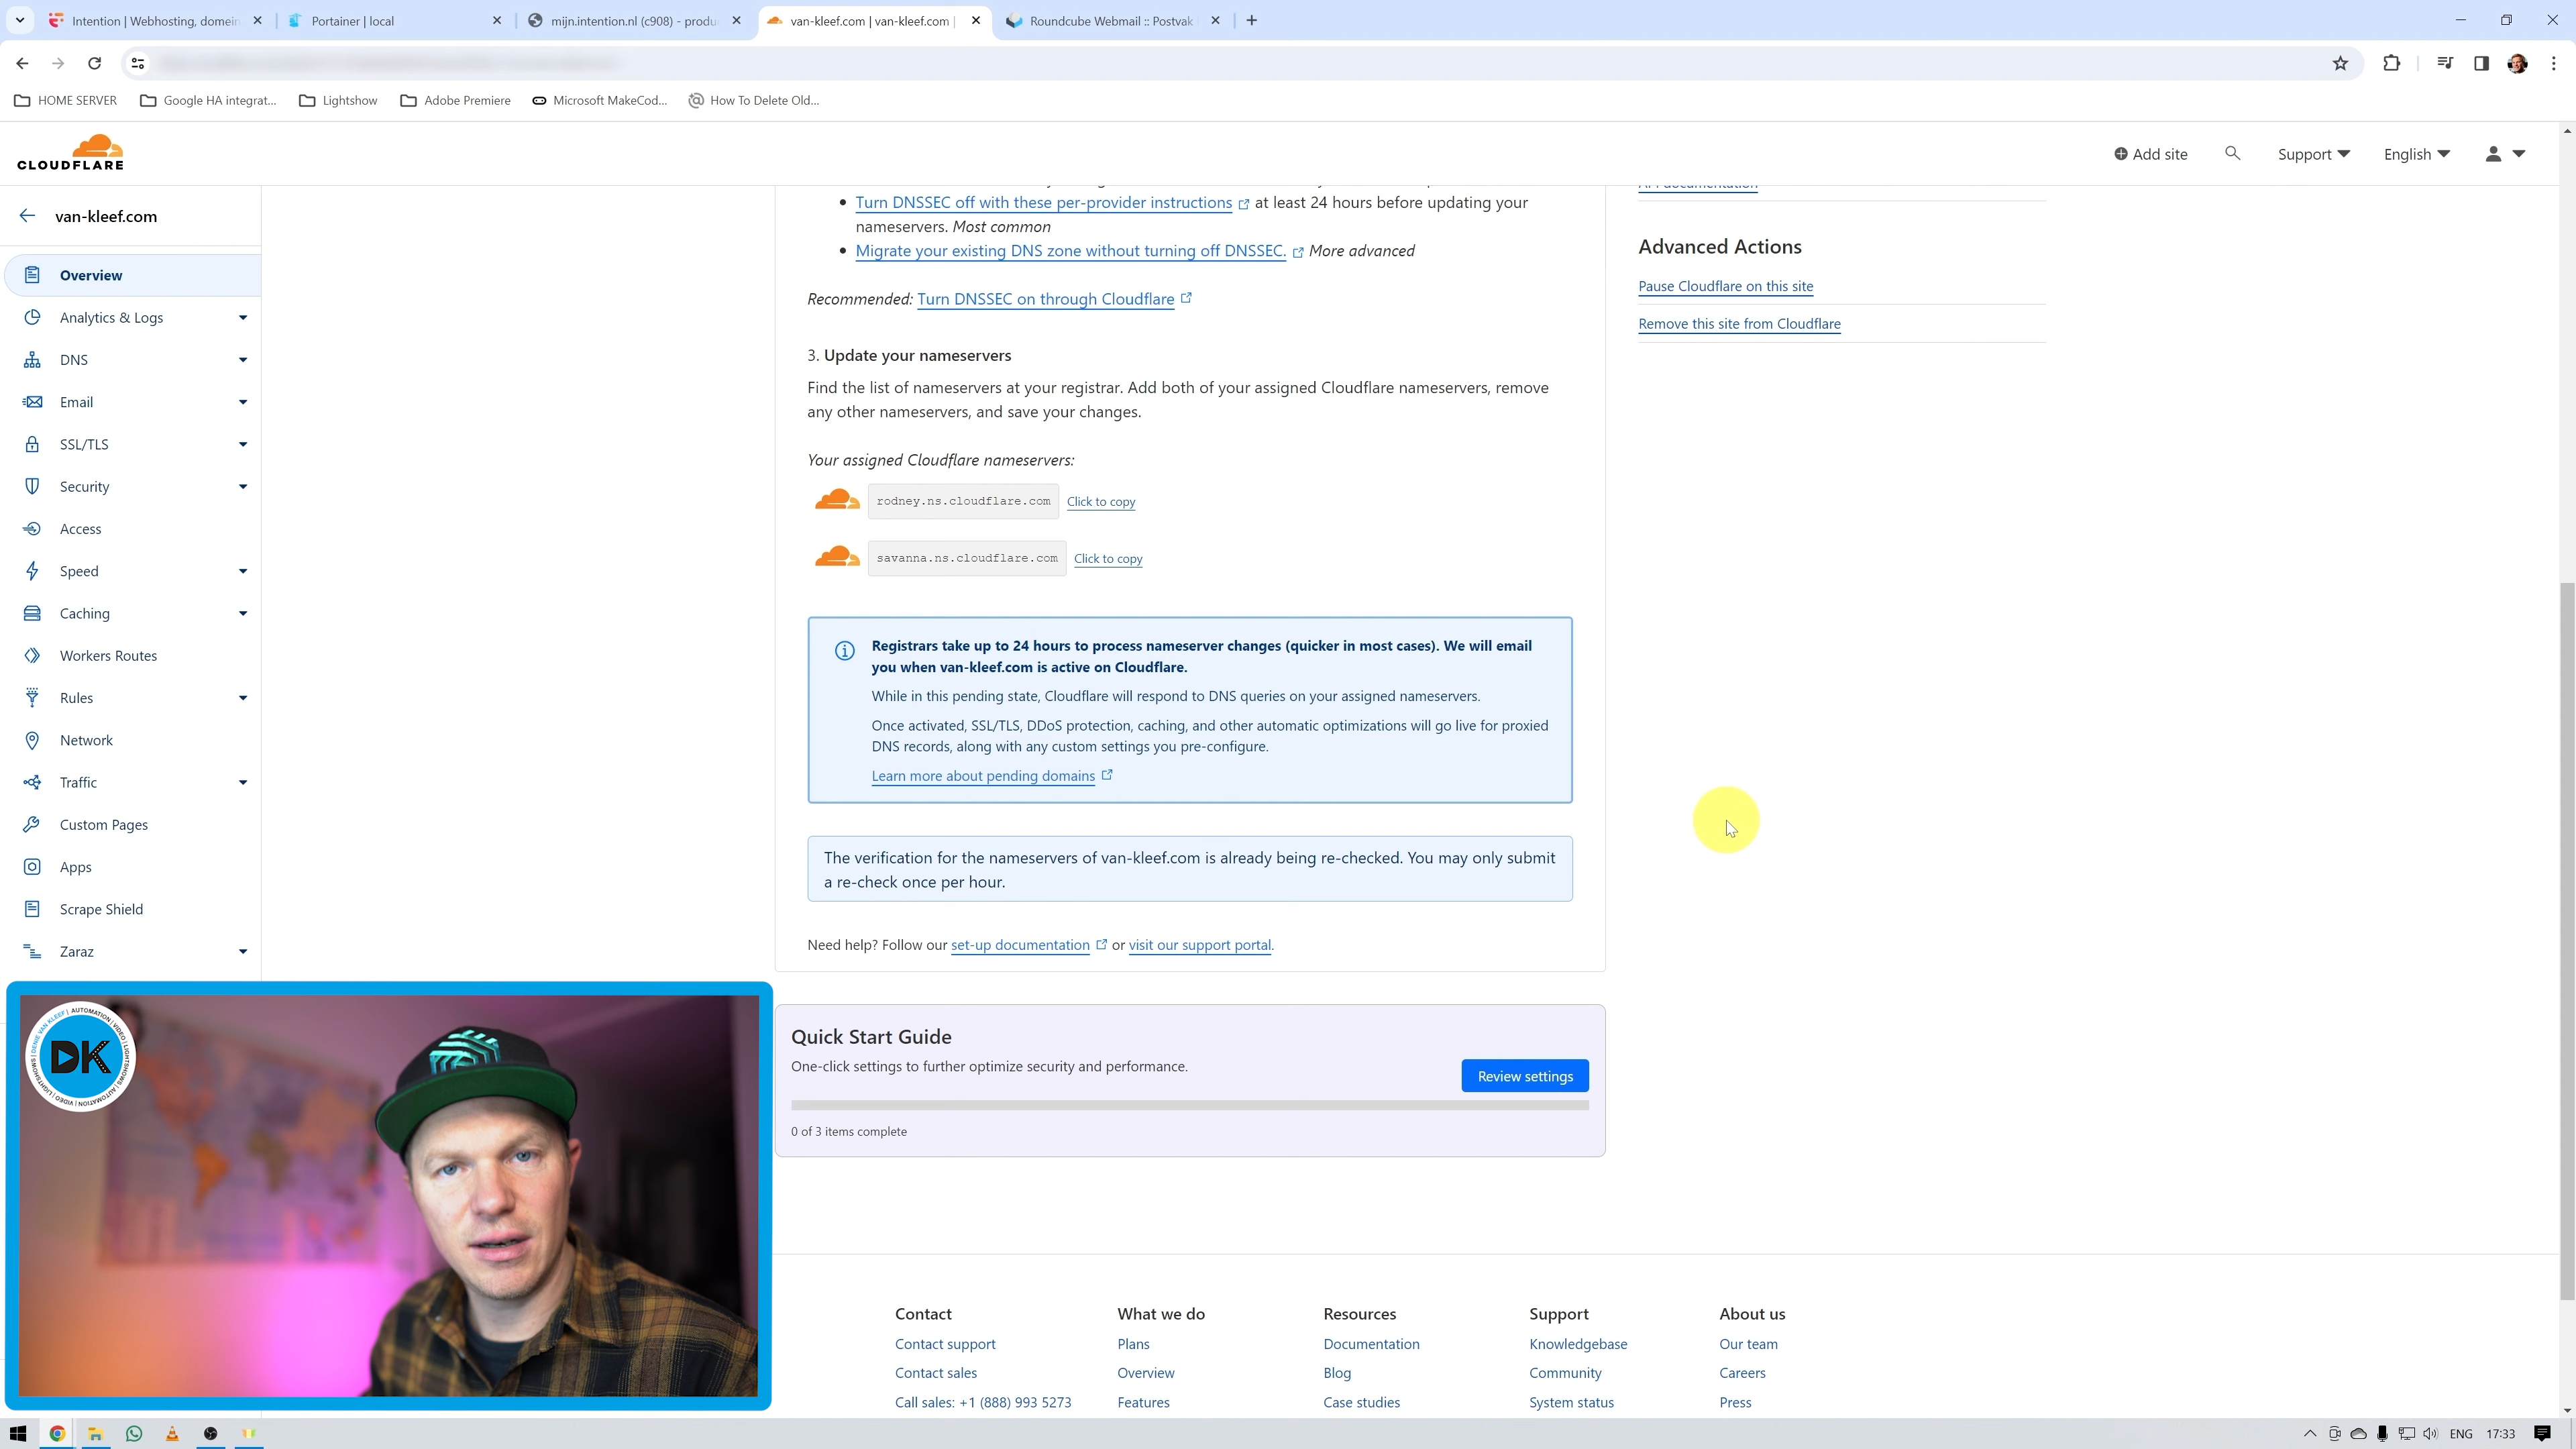 Intention | Webhosting, domein
Portainer | local
mijn.intention.nl (c908) - produ
van-kleef.com | van-kleef.com |
Roundcube Webmail :: Postvak
HOME SERVER
Google HA integrat...
Lightshow
Adobe Premiere
Microsoft MakeCod...
How To Delete Old...
CLOUDFLARE
Add site
Support
English
van-kleef.com
Overview
Analytics & Logs
DNS
Email
SSL/TLS
Security
Access
Speed
Caching
Workers Routes
Rules
Network
Traffic
Custom Pages
Apps
Scrape Shield
Zaraz
Turn DNSSEC off with these per-provider instructions at least 24 hours before updating your
nameservers. Most common
Migrate your existing DNS zone without turning off DNSSEC. More advanced
Recommended: Turn DNSSEC on through Cloudflare
3. Update your nameservers
Find the list of nameservers at your registrar. Add both of your assigned Cloudflare nameservers, remove
any other nameservers, and save your changes.
Your assigned Cloudflare nameservers:
rodney.ns.cloudflare.com Click to copy
savanna.ns.cloudflare.com Click to copy
Registrars take up to 24 hours to process nameserver changes (quicker in most cases). We will email
you when van-kleef.com is active on Cloudflare.
While in this pending state, Cloudflare will respond to DNS queries on your assigned nameservers.
Once activated, SSL/TLS, DDoS protection, caching, and other automatic optimizations will go live for proxied
DNS records, along with any custom settings you pre-configure.
Learn more about pending domains
The verification for the nameservers of van-kleef.com is already being re-checked. You may only submit
a re-check once per hour.
Need help? Follow our set-up documentation or visit our support portal.
API documentation
Advanced Actions
Pause Cloudflare on this site
Remove this site from Cloudflare
Quick Start Guide
One-click settings to further optimize security and performance.
Review settings
0 of 3 items complete
DENIE VAN KLEEF | AUTOMATION | VIDEO | LIGHTSHOWS | AUTOMATION | VIDEO | LIGHTSHOWS |
DK
Contact
Contact support
Contact sales
Call sales: +1 (888) 993 5273
What we do
Plans
Overview
Features
Resources
Documentation
Blog
Case studies
Support
Knowledgebase
Community
System status
About us
Our team
Careers
Press
ENG
17:33